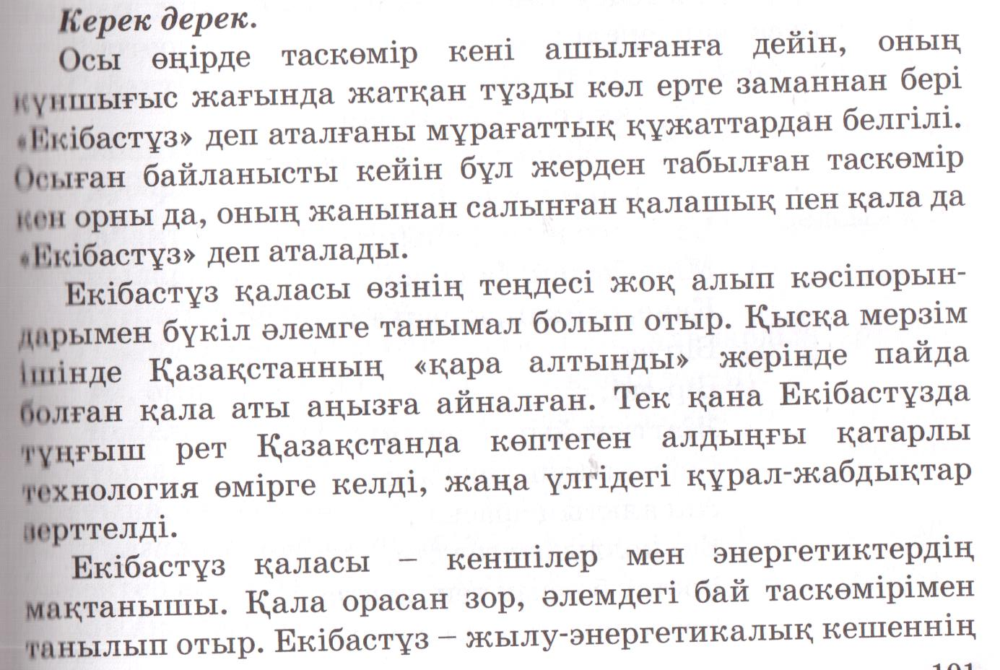 Керек дерек.
Осы өңірде таскөмір кені ашылғанға дейін, оның
күншығыс жағында жатқан тұзды көл ерте заманнан бері
«Екібастұз» деп аталғаны мұрағаттық құжаттардан белгілі.
Осыған байланысты кейін бұл жерден табылған таскөмір
кен орны да, оның жанынан салынған қалашық пен қала да
«Екібастұз» деп аталады.
Екібастұз қаласы өзінің теңдесі жоқ алып кәсіпорын-
дарымен бүкіл әлемге танымал болып отыр. Қысқа мерзім
ішінде Қазақстанның «қара алтынды» жерінде пайда
болған қала аты аңызға айналған. Тек қана Екібастұзда
тұңғыш рет Қазақстанда көптеген алдыңғы қатарлы
технология өмірге келді, жаңа үлгідегі құрал-жабдықтар
зерттелді.
Екібастұз қаласы – кеншілер мен энергетиктердің
мақтанышы. Қала орасан зор, әлемдегі бай таскөмірімен
танылып отыр. Екібастұз – жылу-энергетикалық кешеннің